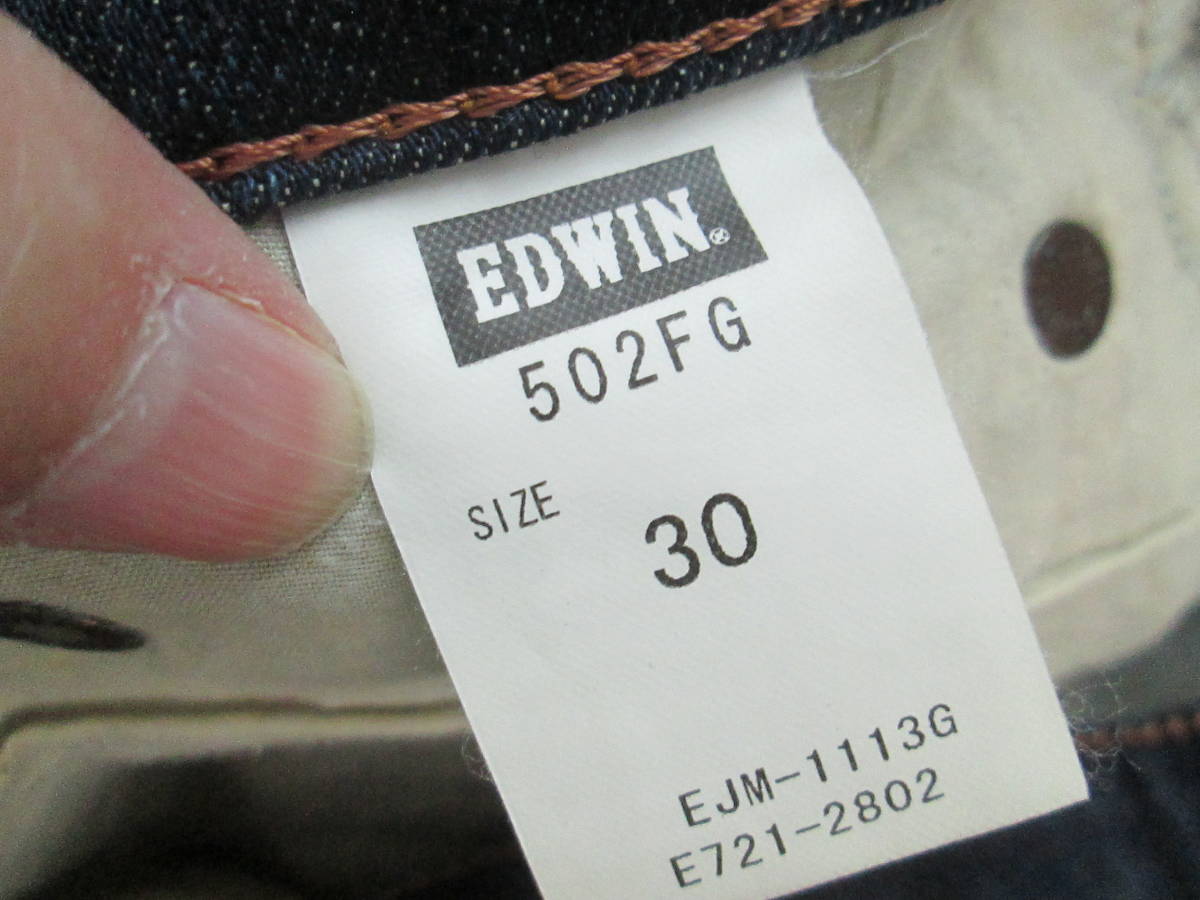 EDWIN®
502FG
SIZE 30
EJM-1113G
E721-2802